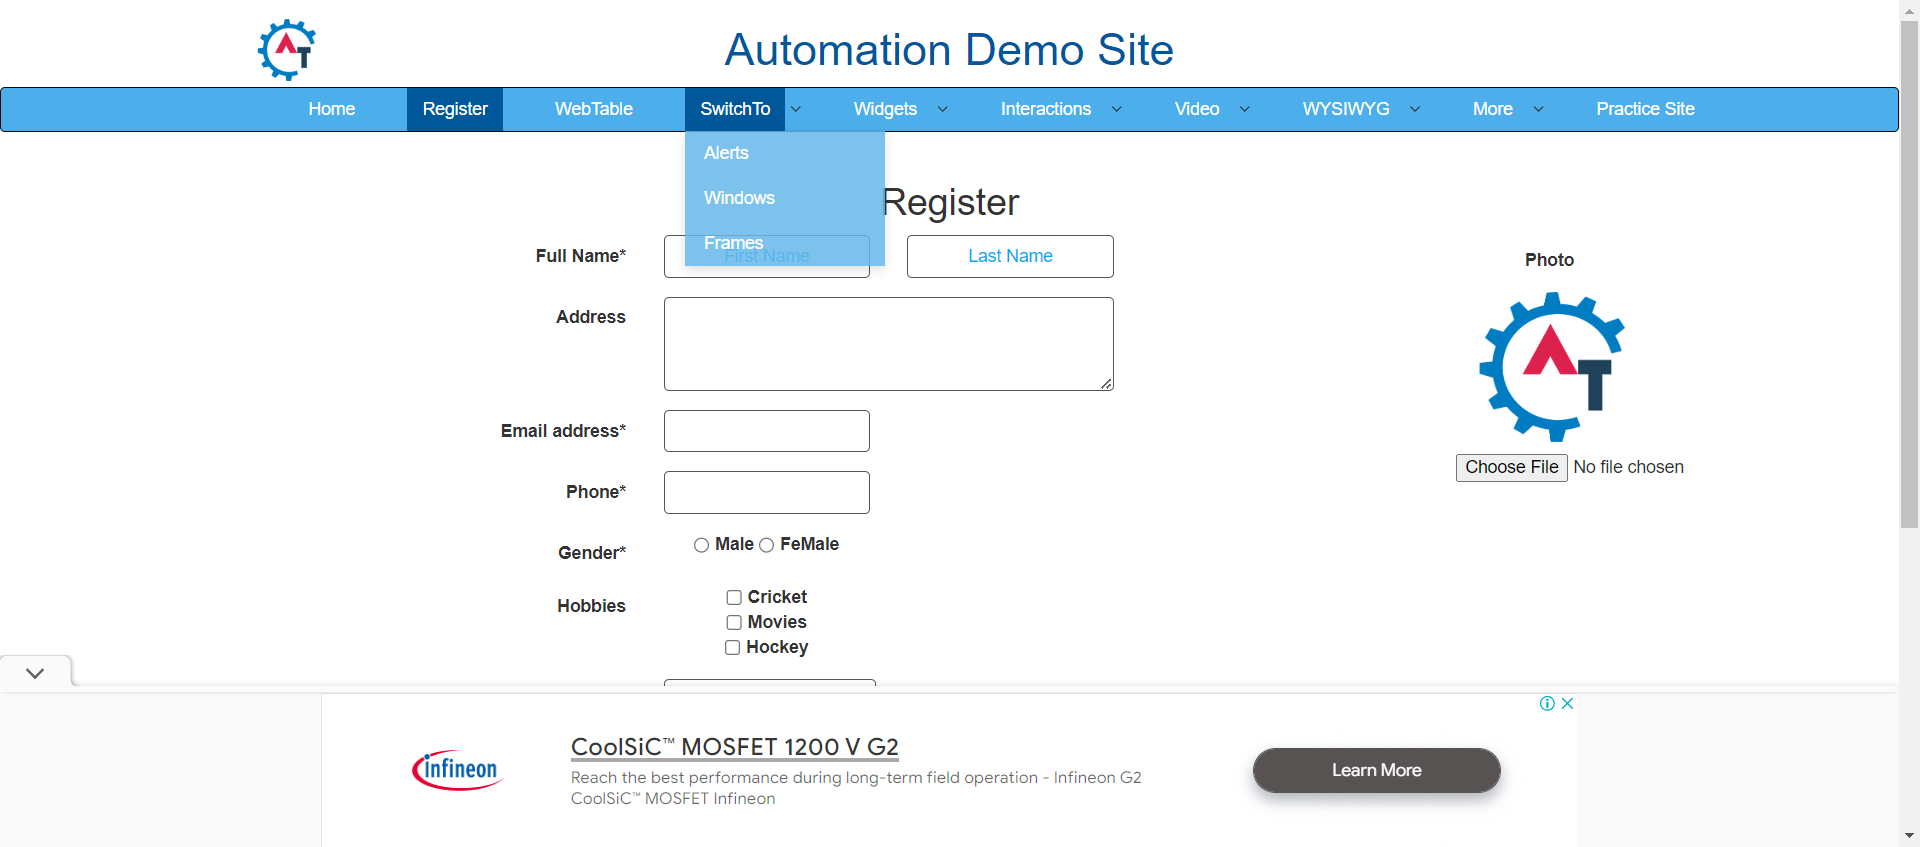 AT
Automation Demo Site
Home Register WebTable SwitchTo Widgets Interactions Video WYSIWYG More Practice Site
Alerts
Windows
Frames
Register
Full Name*
First Name
Last Name
Photo
Address
AT
Email address*
Choose File No file chosen
Phone*
Gender*
Male FeMale
Hobbies
Cricket
Movies
Hockey
infineon
CoolSiC™ MOSFET 1200 V G2
Reach the best performance during long-term field operation - Infineon G2
CoolSiC™ MOSFET Infineon
Learn More